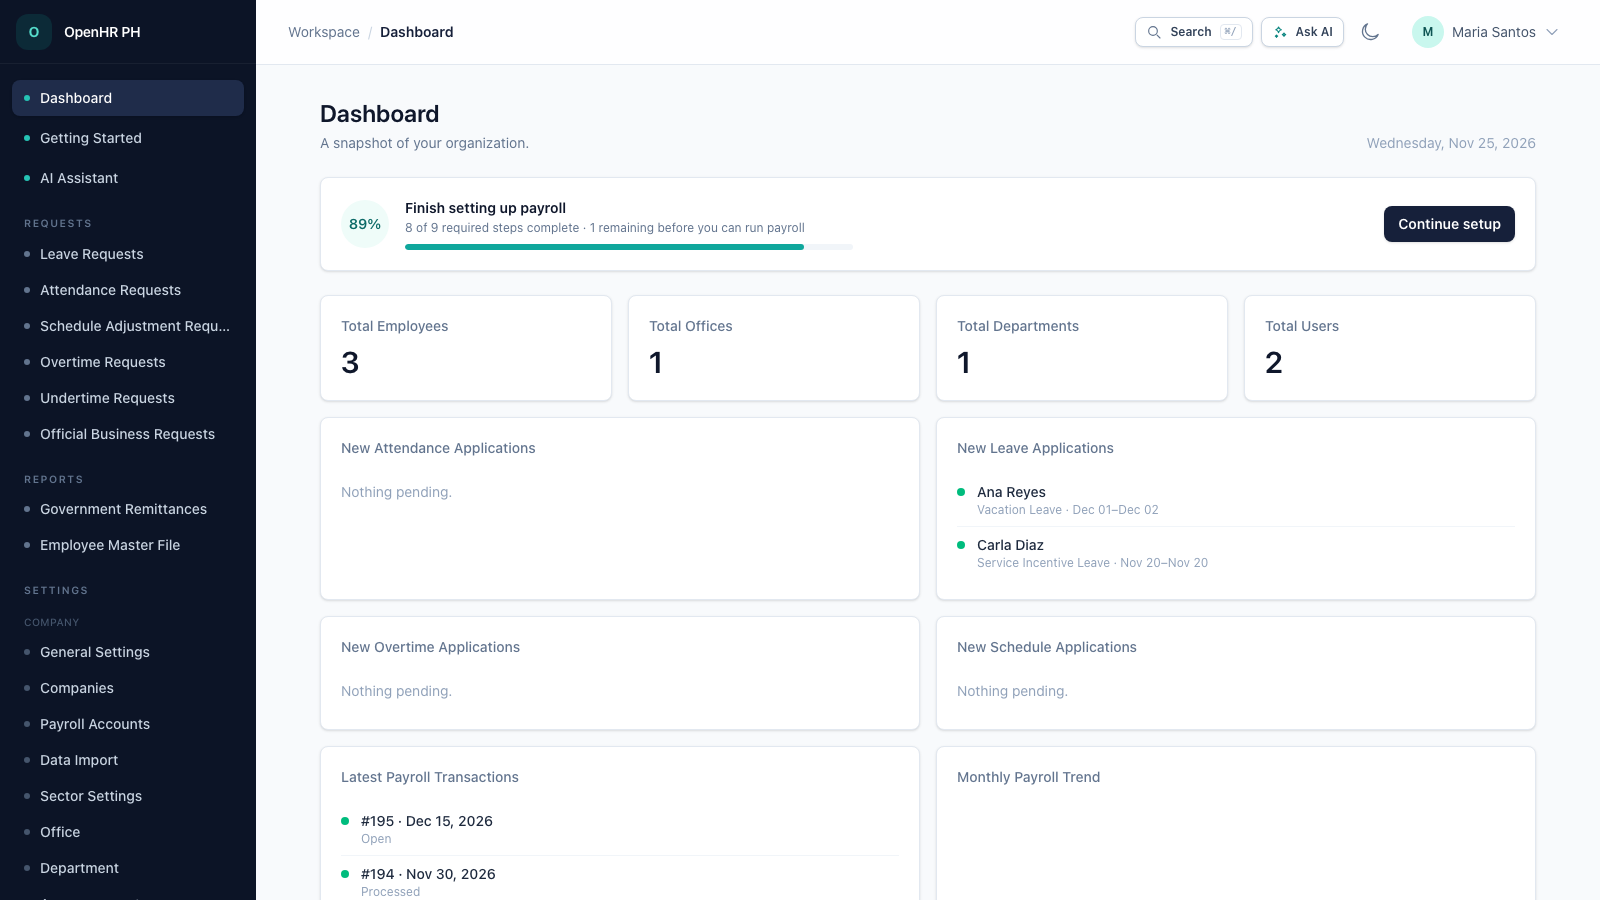 O
OpenHR PH
Dashboard
Getting Started
AI Assistant
REQUESTS
Leave Requests
Attendance Requests
Schedule Adjustment Requ...
Overtime Requests
Undertime Requests
Official Business Requests
REPORTS
Government Remittances
Employee Master File
SETTINGS
COMPANY
General Settings
Companies
Payroll Accounts
Data Import
Sector Settings
Office
Department
Workspace / Dashboard
Search ⌘/
Ask AI
M
Maria Santos
Dashboard
A snapshot of your organization.
Wednesday, Nov 25, 2026
89%
Finish setting up payroll
8 of 9 required steps complete · 1 remaining before you can run payroll
Continue setup
Total Employees
3
Total Offices
1
Total Departments
1
Total Users
2
New Attendance Applications
Nothing pending.
New Leave Applications
Ana Reyes
Vacation Leave · Dec 01–Dec 02
Carla Diaz
Service Incentive Leave · Nov 20–Nov 20
New Overtime Applications
Nothing pending.
New Schedule Applications
Nothing pending.
Latest Payroll Transactions
#195 · Dec 15, 2026
Open
#194 · Nov 30, 2026
Processed
Monthly Payroll Trend